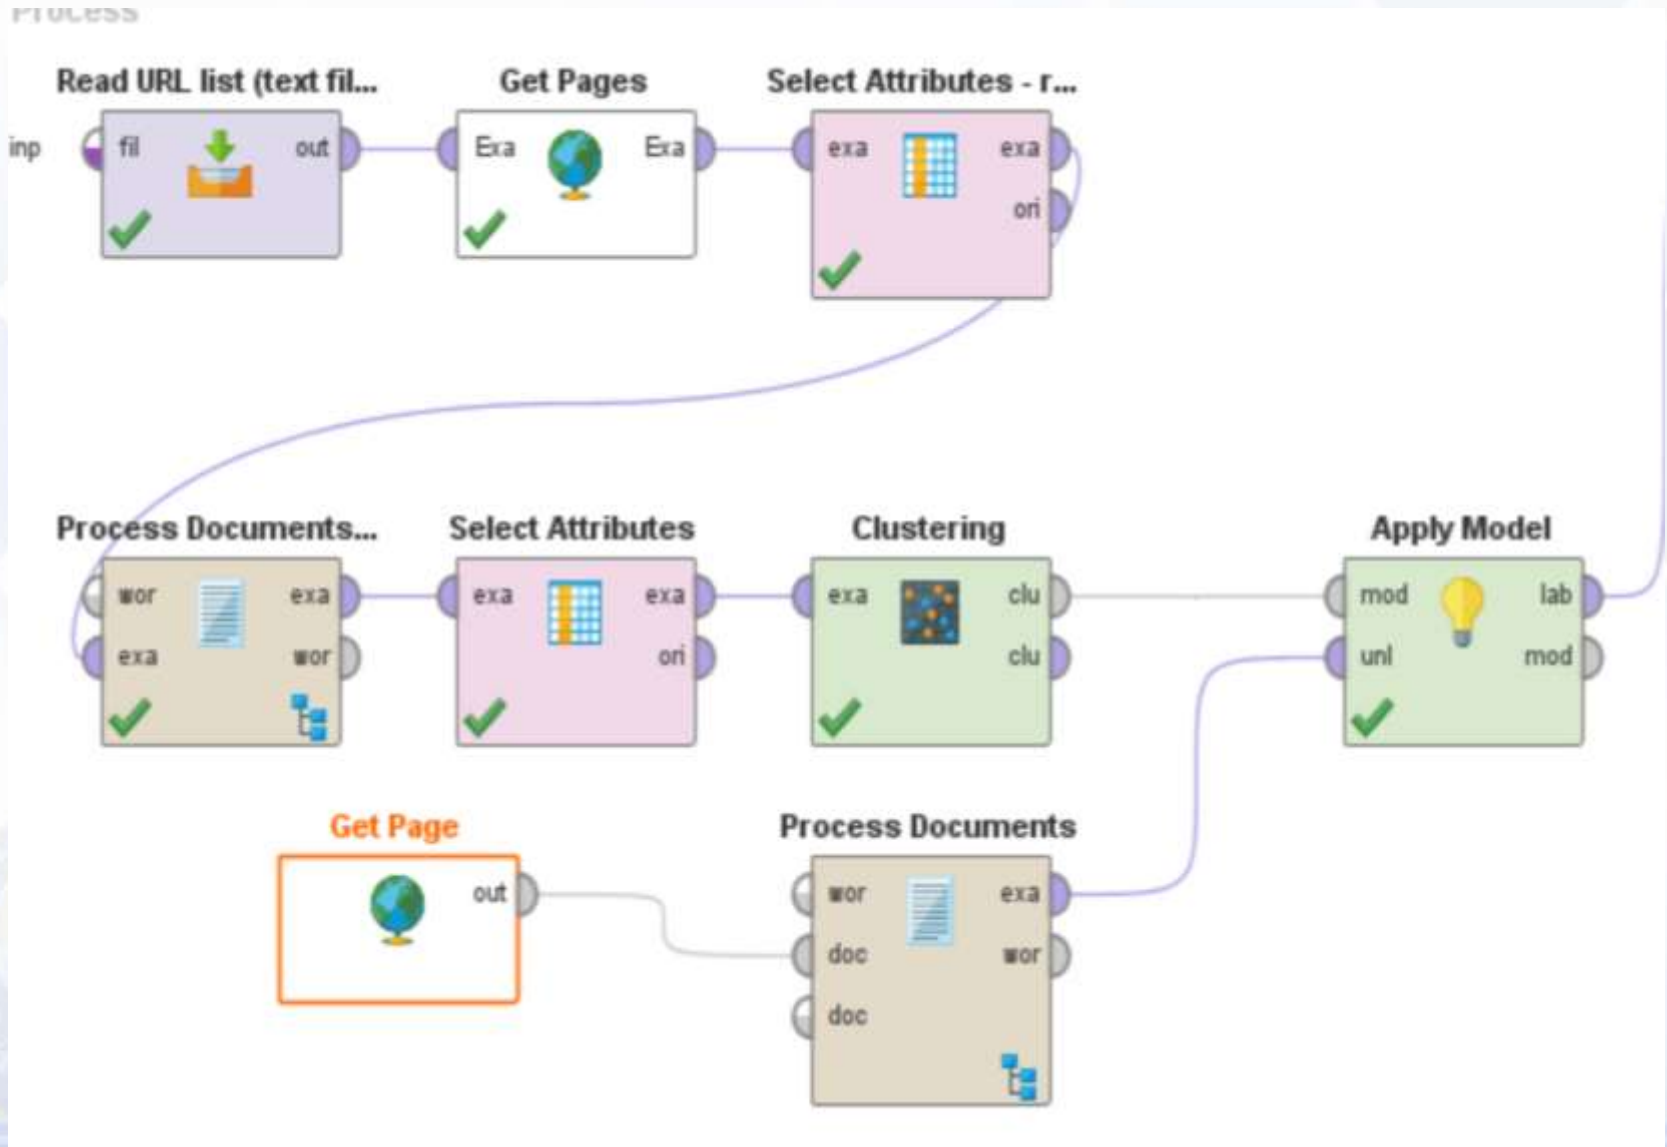 Process
Read URL list (text fil... Get Pages Select Attributes - r...
inp fil out Exa Exa exa exa
ori
Process Documents... Select Attributes Clustering Apply Model
wor exa exa exa exa clu mod lab
exa wor ori clu unl mod
Get Page Process Documents
out wor exa
doc wor
doc